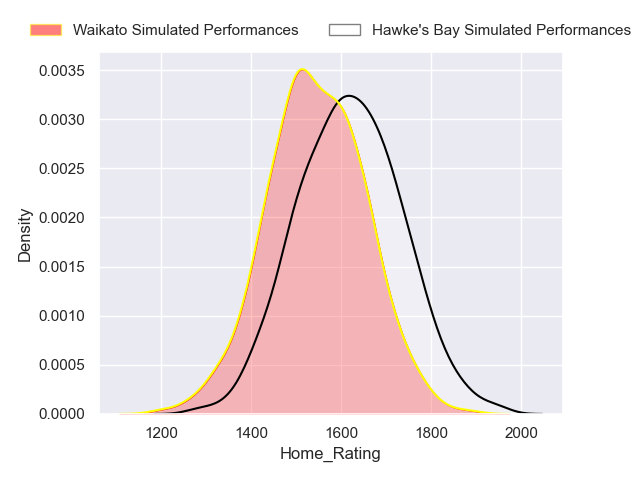 Waikato Simulated Performances
Hawke's Bay Simulated Performances
0.0035
0.0030
0.0025
0.0020
0.0015
0.0010
0.0005
0.0000
Density
1200 1400 1600 1800 2000
Home_Rating